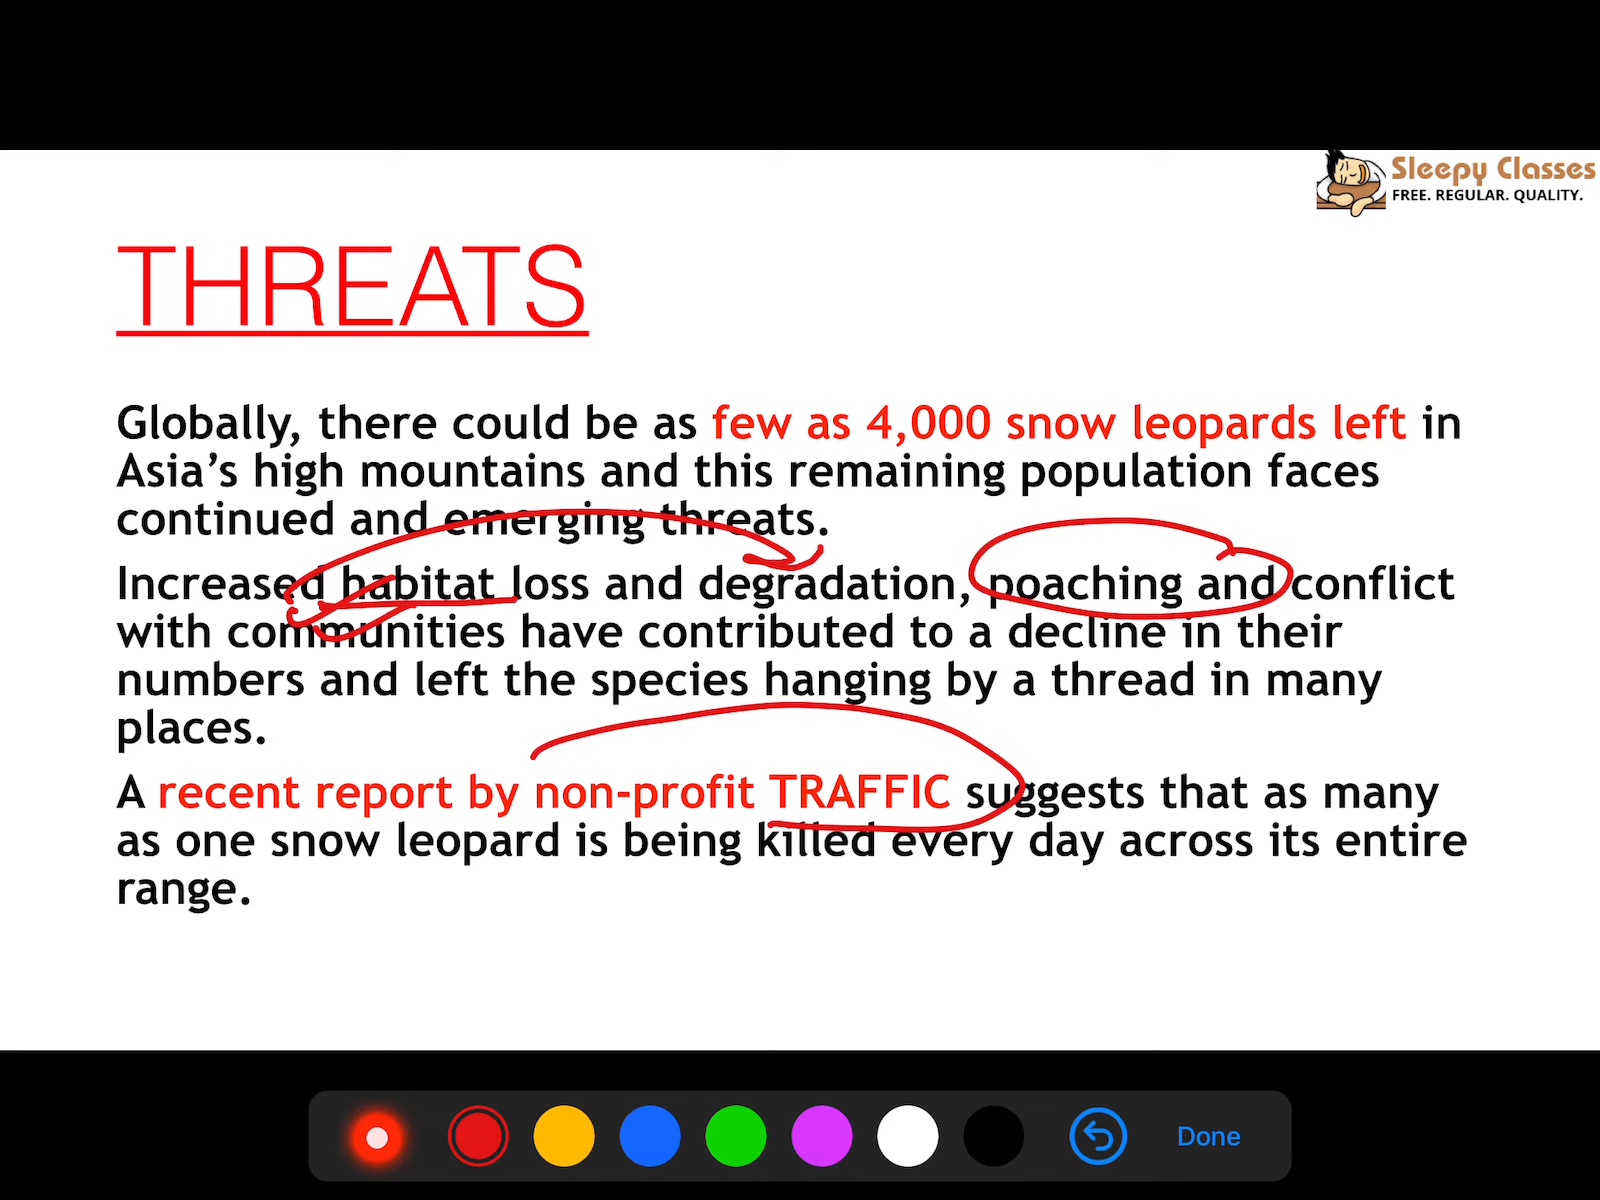 Sleepy Classes
FREE. REGULAR. QUALITY.
THREATS
Globally, there could be as few as 4,000 snow leopards left in
Asia’s high mountains and this remaining population faces
continued and emerging threats.
Increased habitat loss and degradation, poaching and conflict
with communities have contributed to a decline in their
numbers and left the species hanging by a thread in many
places.
A recent report by non-profit TRAFFIC suggests that as many
as one snow leopard is being killed every day across its entire
range.
Done